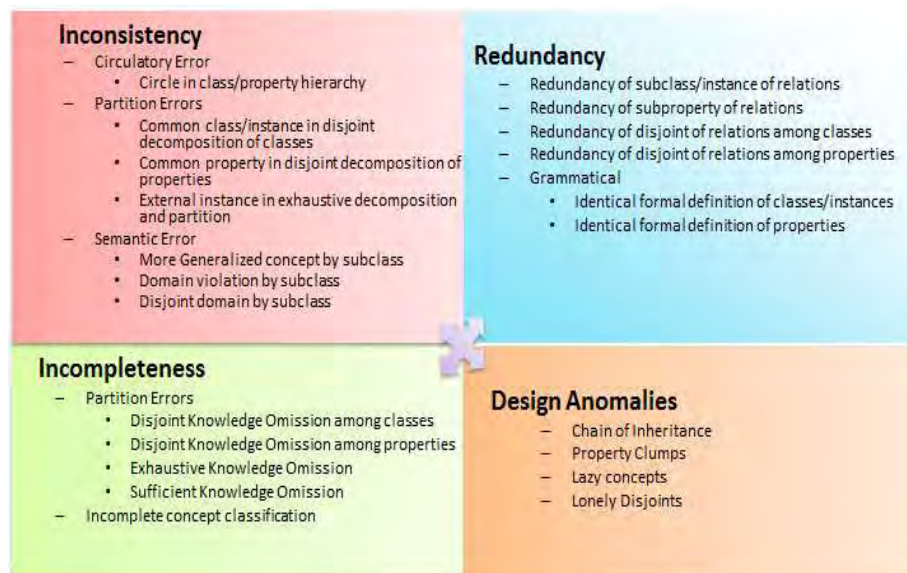 Inconsistency
– Circulatory Error
• Circle in class/property hierarchy
– Partition Errors
• Common class/instance in disjoint
decomposition of classes
• Common property in disjoint decomposition of
properties
• External instance in exhaustive decomposition
and partition
– Semantic Error
• More Generalized concept by subclass
• Domain violation by subclass
• Disjoint domain by subclass
Redundancy
– Redundancy of subclass/instance of relations
– Redundancy of subproperty of relations
– Redundancy of disjoint of relations among classes
– Redundancy of disjoint of relations among properties
– Grammatical
• Identical formal definition of classes/instances
• Identical formal definition of properties
Incompleteness
– Partition Errors
• Disjoint Knowledge Omission among classes
• Disjoint Knowledge Omission among properties
• Exhaustive Knowledge Omission
• Sufficient Knowledge Omission
– Incomplete concept classification
Design Anomalies
– Chain of Inheritance
– Property Clumps
– Lazy concepts
– Lonely Disjoints